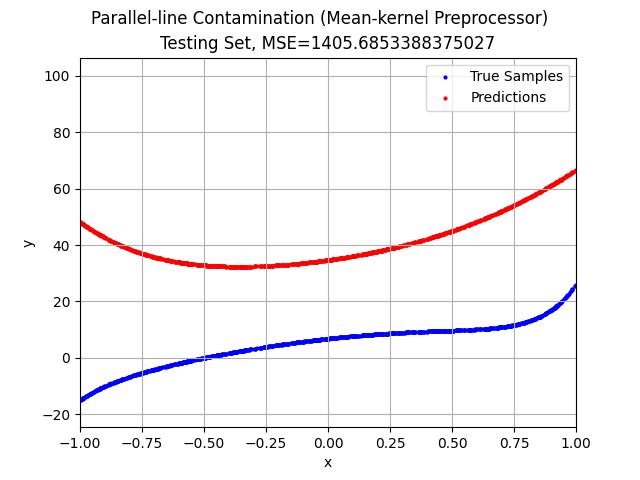 Parallel-line Contamination (Mean-kernel Preprocessor)
Testing Set, MSE=1405.6853388375027
True Samples
Predictions
100
80
60
40
20
0
−20
y
−1.00 −0.75 −0.50 −0.25 0.00 0.25 0.50 0.75 1.00
x